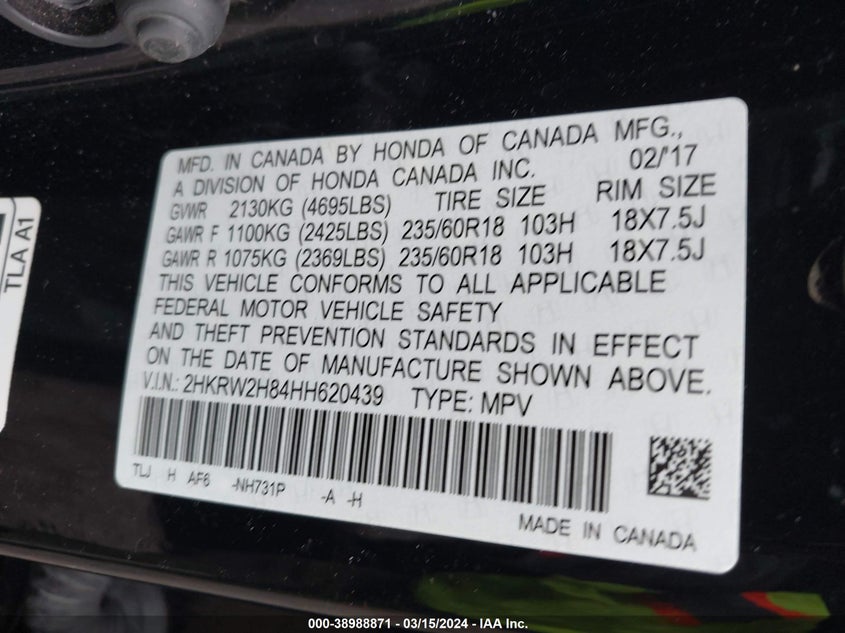 MFD. IN CANADA BY HONDA OF CANADA MFG.,
A DIVISION OF HONDA CANADA INC. 02/'17
GVWR 2130KG (4695LBS) TIRE SIZE RIM SIZE
GAWR F 1100KG (2425LBS) 235/60R18 103H 18X7.5J
GAWR R 1075KG (2369LBS) 235/60R18 103H 18X7.5J
THIS VEHICLE CONFORMS TO ALL APPLICABLE
FEDERAL MOTOR VEHICLE SAFETY
AND THEFT PREVENTION STANDARDS IN EFFECT
ON THE DATE OF MANUFACTURE SHOWN ABOVE.
V.I.N.: 2HKRW2H84HH620439 TYPE: MPV
TLJ H AF6 -NH731P -A -H
MADE IN CANADA
TLA A1
000-38988871 — 03/15/2024 — IAA, Inc.